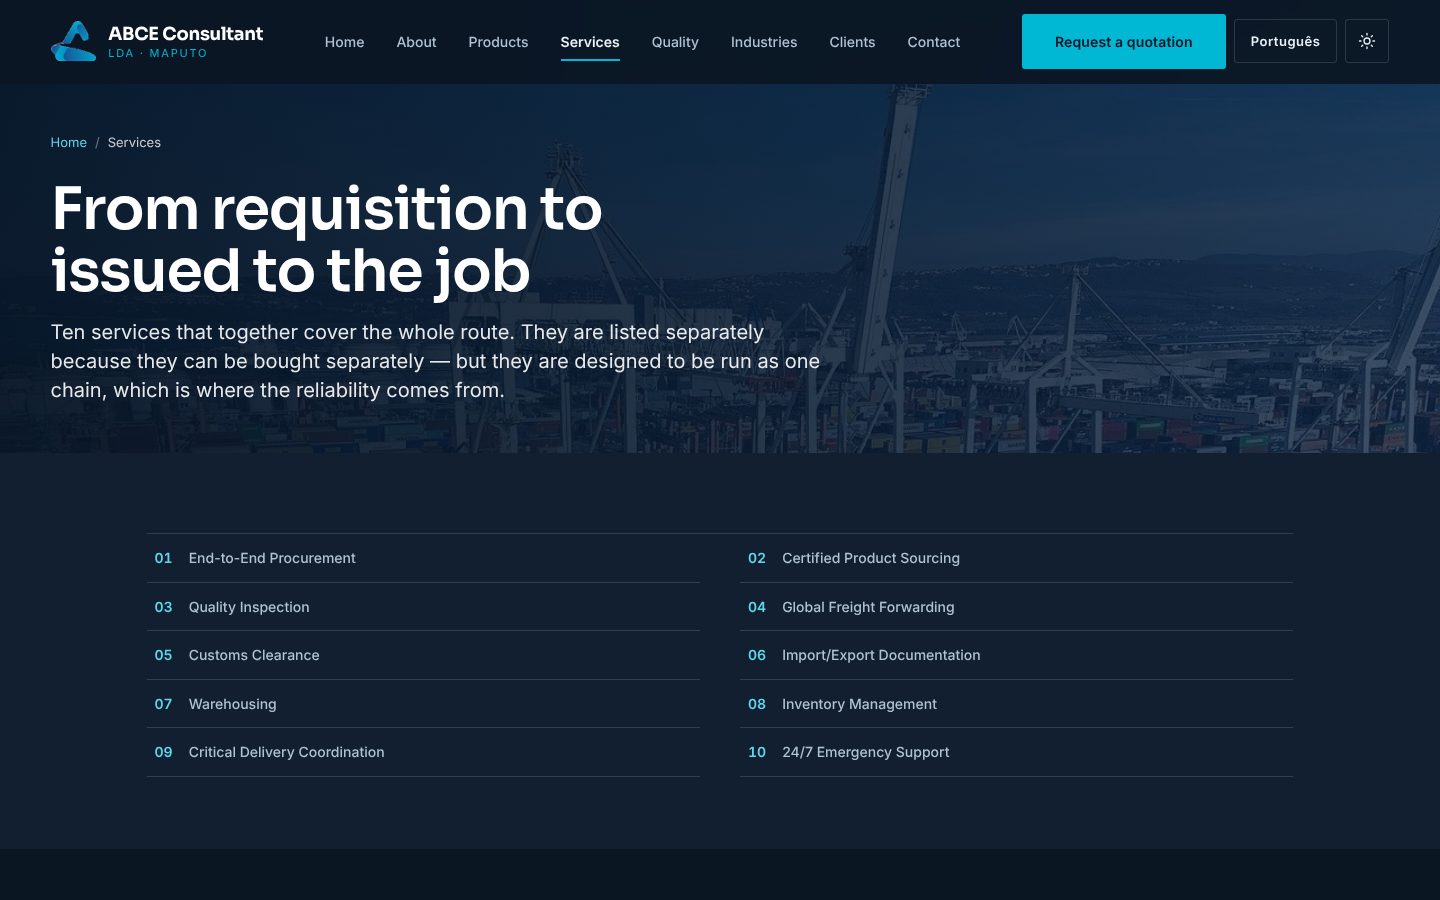 ABCE Consultant
LDA · MAPUTO
Home
About
Products
Services
Quality
Industries
Clients
Contact
Request a quotation
Português
Home / Services
From requisition to
issued to the job
Ten services that together cover the whole route. They are listed separately
because they can be bought separately — but they are designed to be run as one
chain, which is where the reliability comes from.
01 End-to-End Procurement
02 Certified Product Sourcing
03 Quality Inspection
04 Global Freight Forwarding
05 Customs Clearance
06 Import/Export Documentation
07 Warehousing
08 Inventory Management
09 Critical Delivery Coordination
10 24/7 Emergency Support